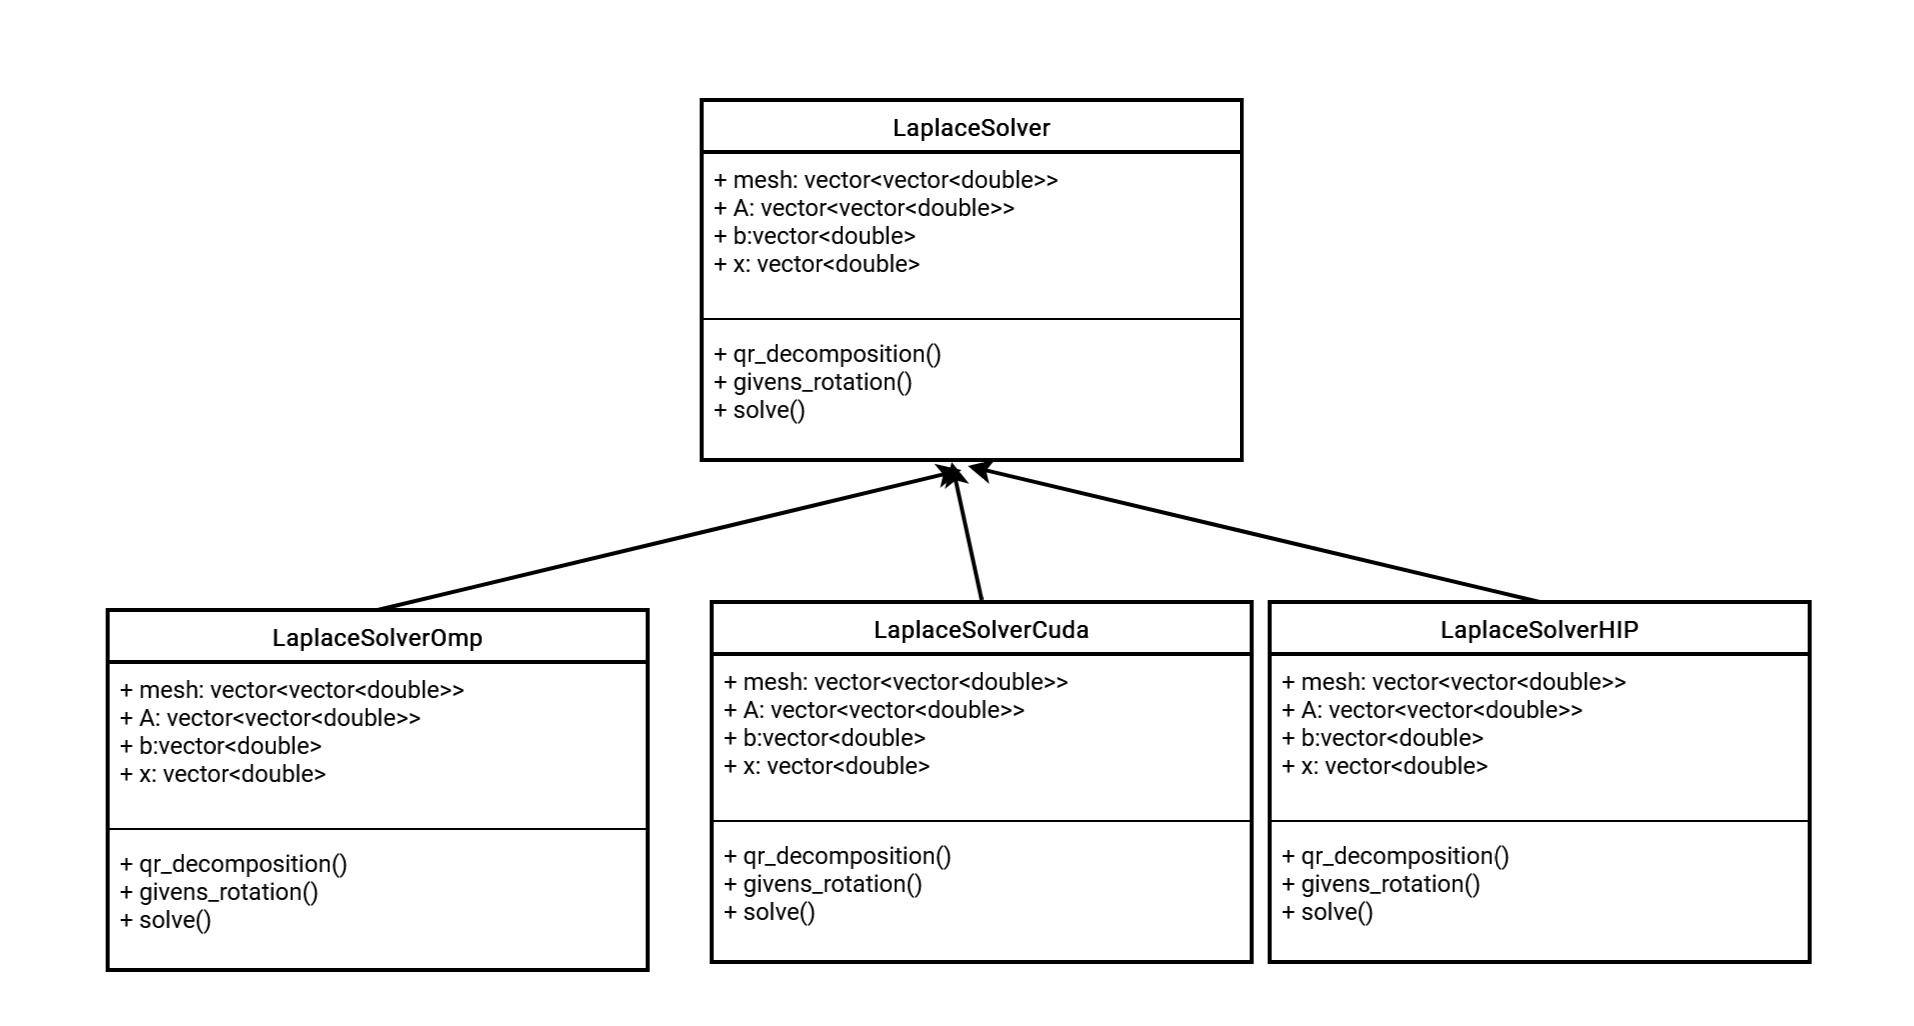 LaplaceSolver
+ mesh: vector<vector<double>>
+ A: vector<vector<double>>
+ b:vector<double>
+ x: vector<double>
+ qr_decomposition()
+ givens_rotation()
+ solve()
LaplaceSolverOmp
+ mesh: vector<vector<double>>
+ A: vector<vector<double>>
+ b:vector<double>
+ x: vector<double>
+ qr_decomposition()
+ givens_rotation()
+ solve()
LaplaceSolverCuda
+ mesh: vector<vector<double>>
+ A: vector<vector<double>>
+ b:vector<double>
+ x: vector<double>
+ qr_decomposition()
+ givens_rotation()
+ solve()
LaplaceSolverHIP
+ mesh: vector<vector<double>>
+ A: vector<vector<double>>
+ b:vector<double>
+ x: vector<double>
+ qr_decomposition()
+ givens_rotation()
+ solve()